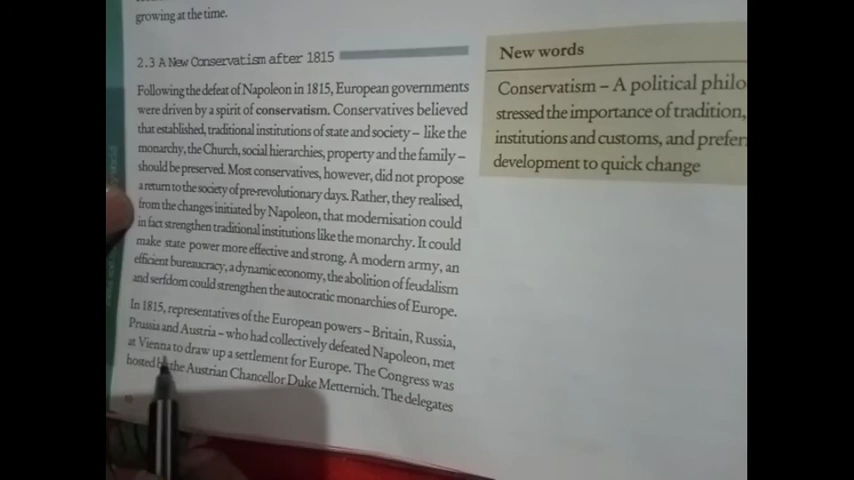 growing at the time.
2.3 A New Conservatism after 1815
Following the defeat of Napoleon in 1815, European governments
were driven by a spirit of conservatism. Conservatives believed
that established, traditional institutions of state and society – like the
monarchy, the Church, social hierarchies, property and the family –
should be preserved. Most conservatives, however, did not propose
a return to the society of pre-revolutionary days. Rather, they realised,
from the changes initiated by Napoleon, that modernisation could
in fact strengthen traditional institutions like the monarchy. It could
make state power more effective and strong. A modern army, an
efficient bureaucracy, a dynamic economy, the abolition of feudalism
and serfdom could strengthen the autocratic monarchies of Europe.
In 1815, representatives of the European powers – Britain, Russia,
Prussia and Austria – who had collectively defeated Napoleon, met
at Vienna to draw up a settlement for Europe. The Congress was
hosted by the Austrian Chancellor Duke Metternich. The delegates
New words
Conservatism – A political philo
stressed the importance of tradition,
institutions and customs, and prefer
development to quick change